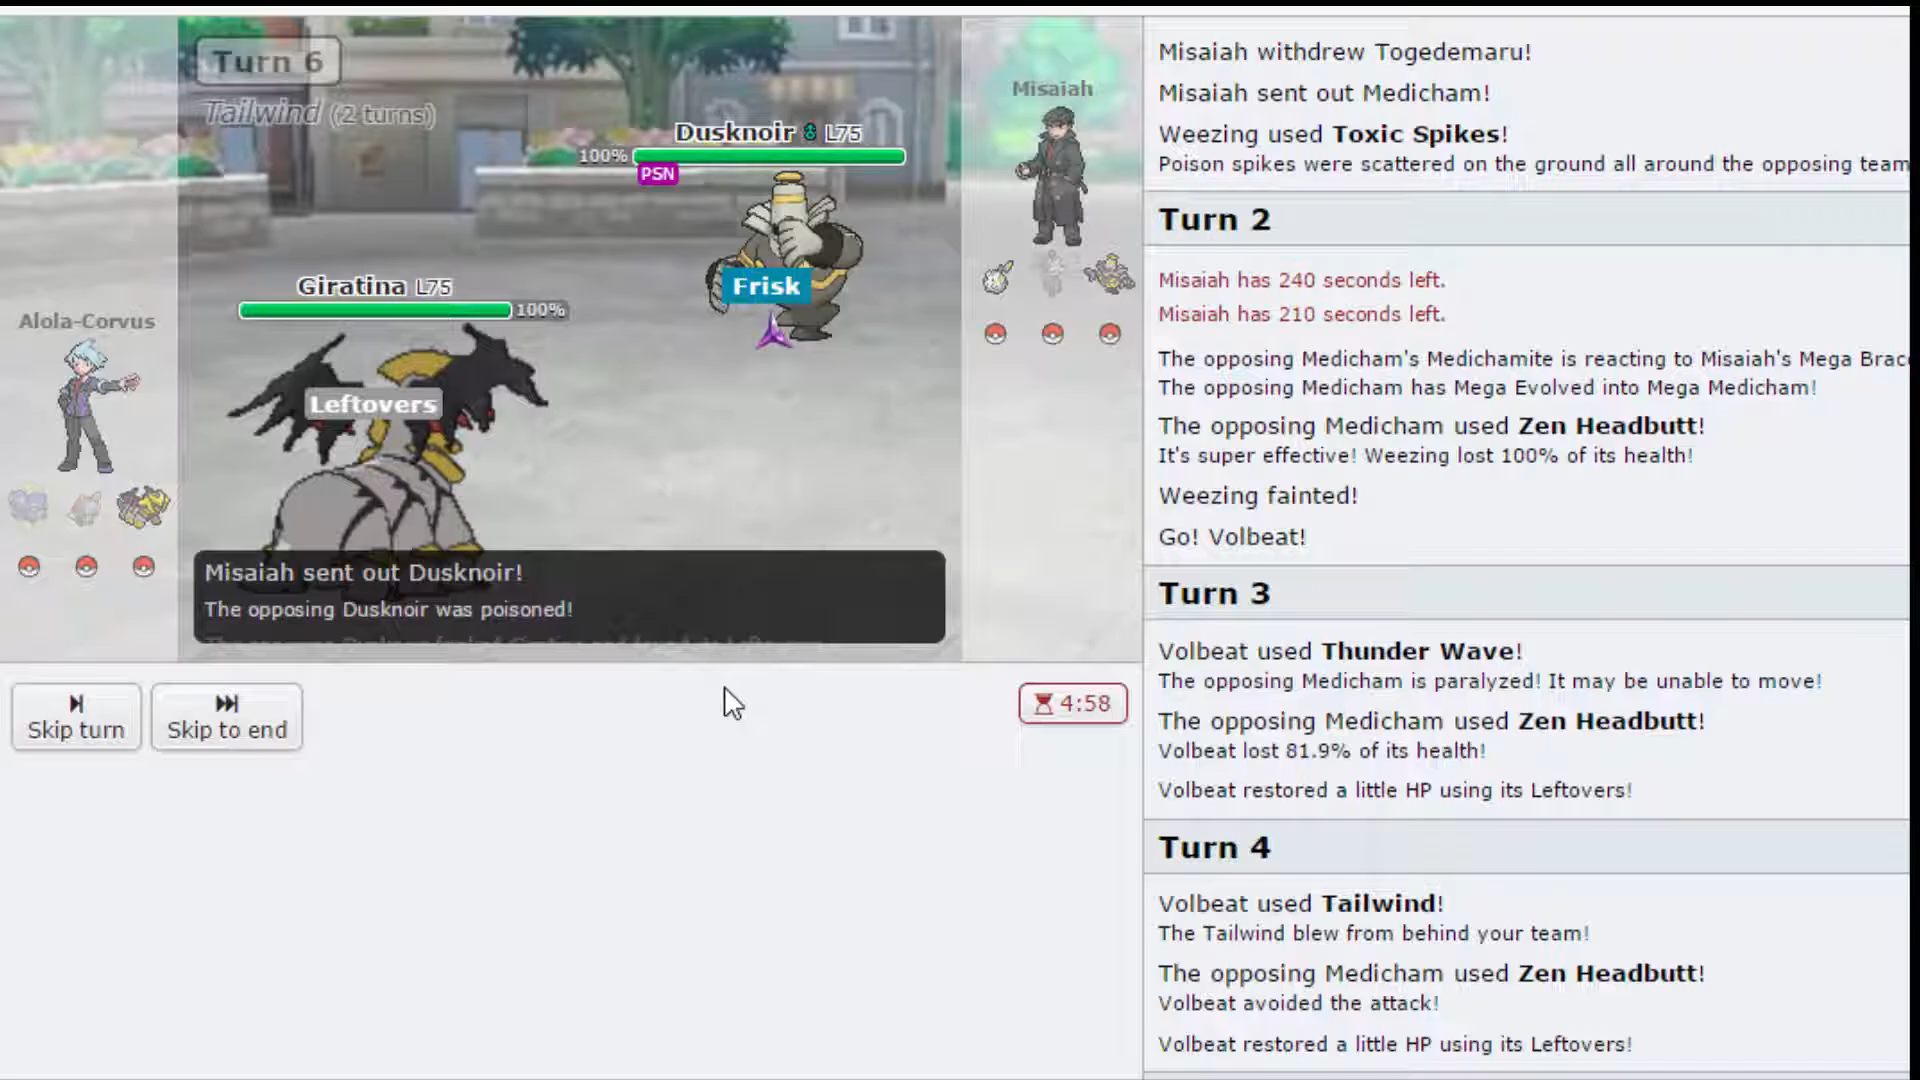 Turn 6
Tailwind (2 turns)
Dusknoir L75
100%
PSN
Frisk
Giratina L75
100%
Leftovers
Alola-Corvus
Misaiah
Misaiah sent out Dusknoir!
The opposing Dusknoir was poisoned!
Skip turn
Skip to end
4:58
Misaiah withdrew Togedemaru!
Misaiah sent out Medicham!
Weezing used Toxic Spikes!
Poison spikes were scattered on the ground all around the opposing team
Turn 2
Misaiah has 240 seconds left.
Misaiah has 210 seconds left.
The opposing Medicham's Medichamite is reacting to Misaiah's Mega Brac
The opposing Medicham has Mega Evolved into Mega Medicham!
The opposing Medicham used Zen Headbutt!
It's super effective! Weezing lost 100% of its health!
Weezing fainted!
Go! Volbeat!
Turn 3
Volbeat used Thunder Wave!
The opposing Medicham is paralyzed! It may be unable to move!
The opposing Medicham used Zen Headbutt!
Volbeat lost 81.9% of its health!
Volbeat restored a little HP using its Leftovers!
Turn 4
Volbeat used Tailwind!
The Tailwind blew from behind your team!
The opposing Medicham used Zen Headbutt!
Volbeat avoided the attack!
Volbeat restored a little HP using its Leftovers!